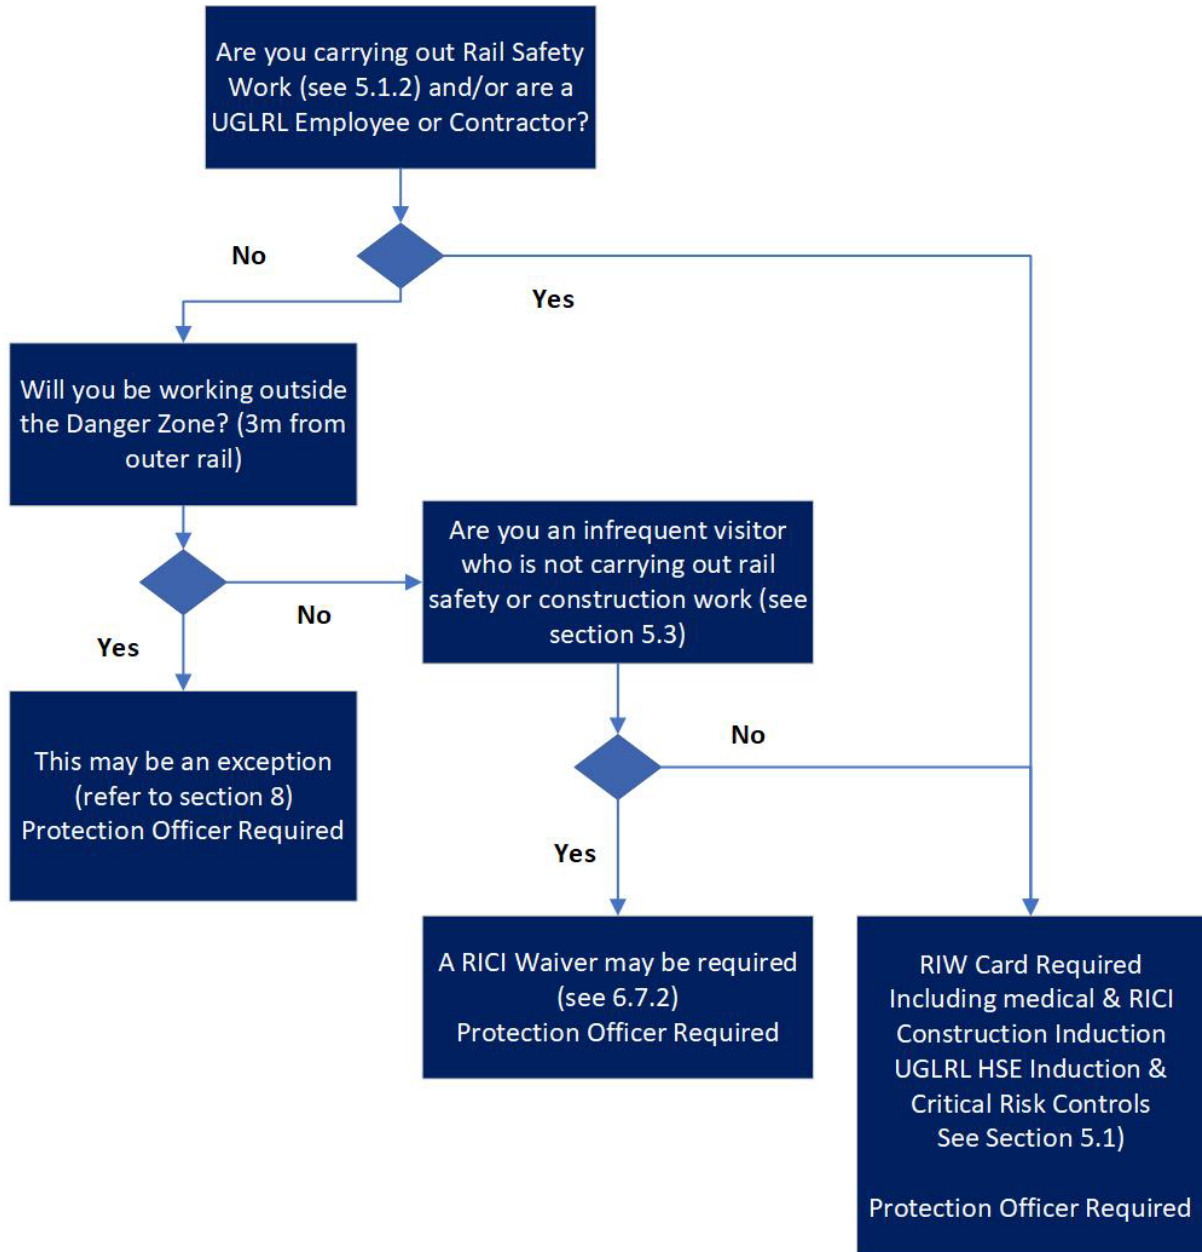 Are you carrying out Rail Safety
Work (see 5.1.2) and/or are a
UGLRL Employee or Contractor?
No
Yes
Will you be working outside
the Danger Zone? (3m from
outer rail)
Are you an infrequent visitor
who is not carrying out rail
safety or construction work (see
section 5.3)
No
Yes
This may be an exception
(refer to section 8)
Protection Officer Required
No
Yes
A RICI Waiver may be required
(see 6.7.2)
Protection Officer Required
RIW Card Required
Including medical & RICI
Construction Induction
UGLRL HSE Induction &
Critical Risk Controls
See Section 5.1)
Protection Officer Required